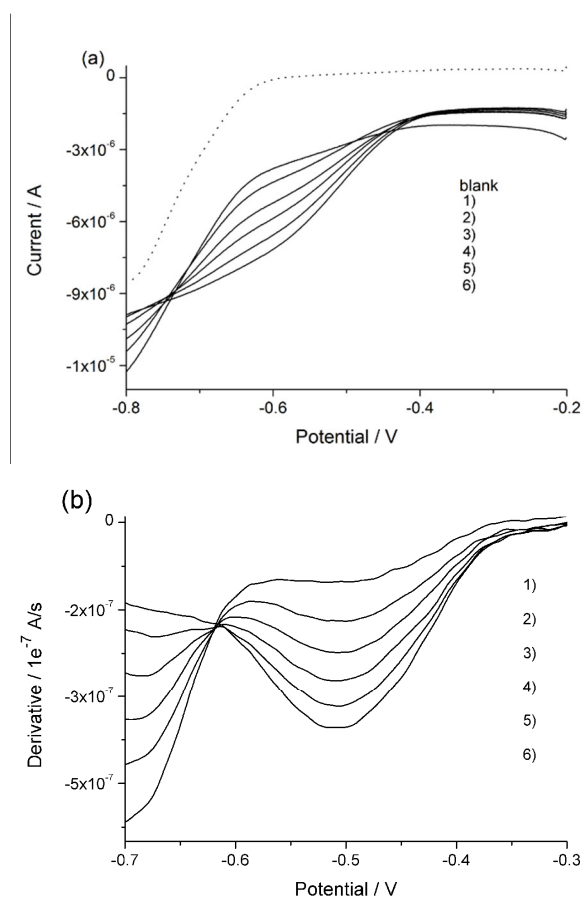 (a)
0
-3x10⁻⁶
-6x10⁻⁶
-9x10⁻⁶
-1x10⁻⁵
Current / A
blank
1)
2)
3)
4)
5)
6)
-0.8
-0.6
-0.4
-0.2
Potential / V
(b)
0
-2x10⁻⁷
-3x10⁻⁷
-5x10⁻⁷
Derivative / 1e⁻⁷ A/s
1)
2)
3)
4)
5)
6)
-0.7
-0.6
-0.5
-0.4
-0.3
Potential / V